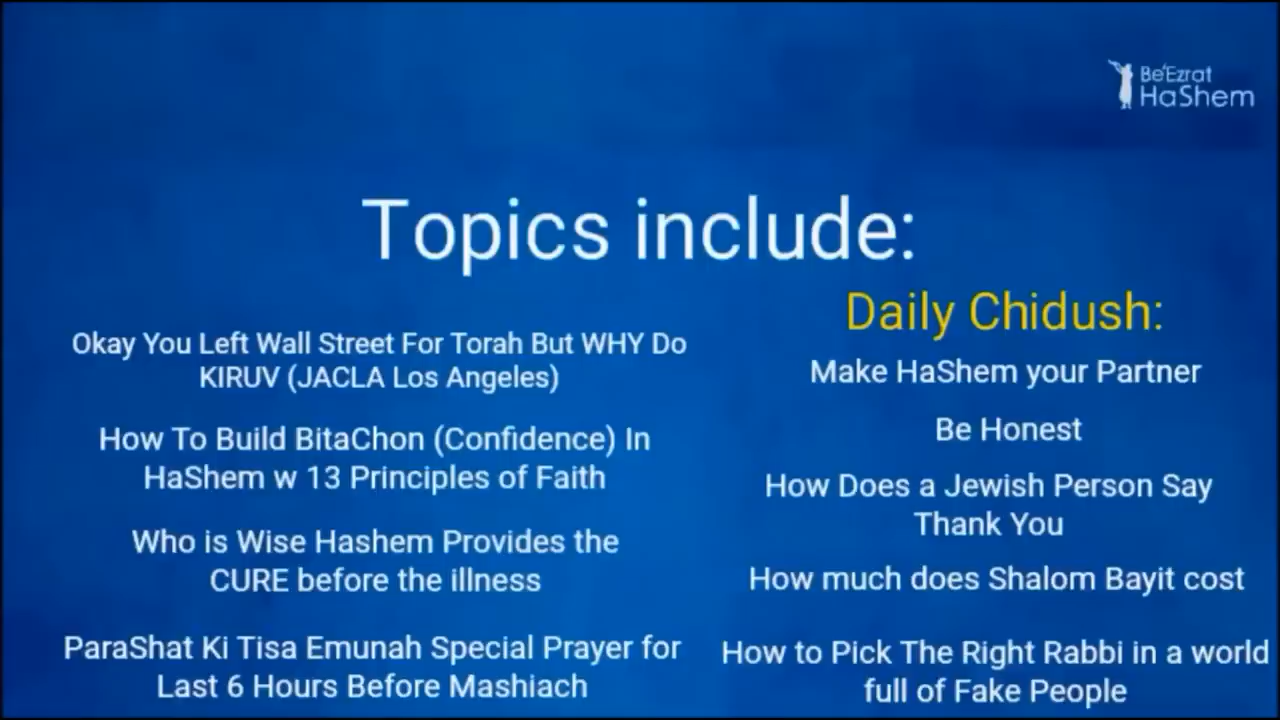 Be'Ezrat
HaShem
Topics include:
Okay You Left Wall Street For Torah But WHY Do
KIRUV (JACLA Los Angeles)
How To Build BitaChon (Confidence) In
HaShem w 13 Principles of Faith
Who is Wise Hashem Provides the
CURE before the illness
ParaShat Ki Tisa Emunah Special Prayer for
Last 6 Hours Before Mashiach
Daily Chidush:
Make HaShem your Partner
Be Honest
How Does a Jewish Person Say
Thank You
How much does Shalom Bayit cost
How to Pick The Right Rabbi in a world
full of Fake People